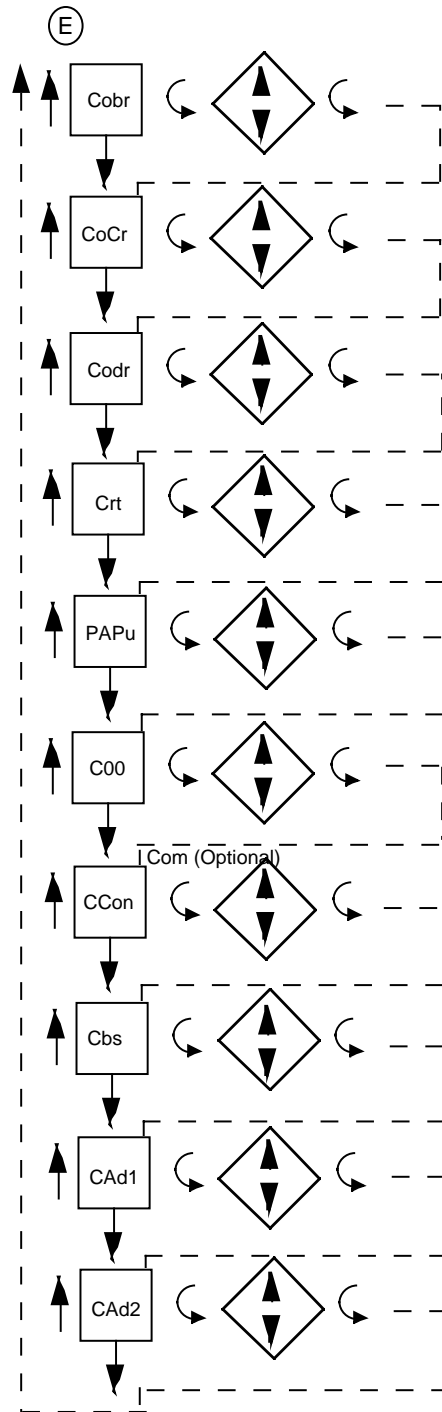 E
Cobr
CoCr
Codr
Crt
PAPu
C00
Com (Optional)
CCon
Cbs
CAd1
CAd2